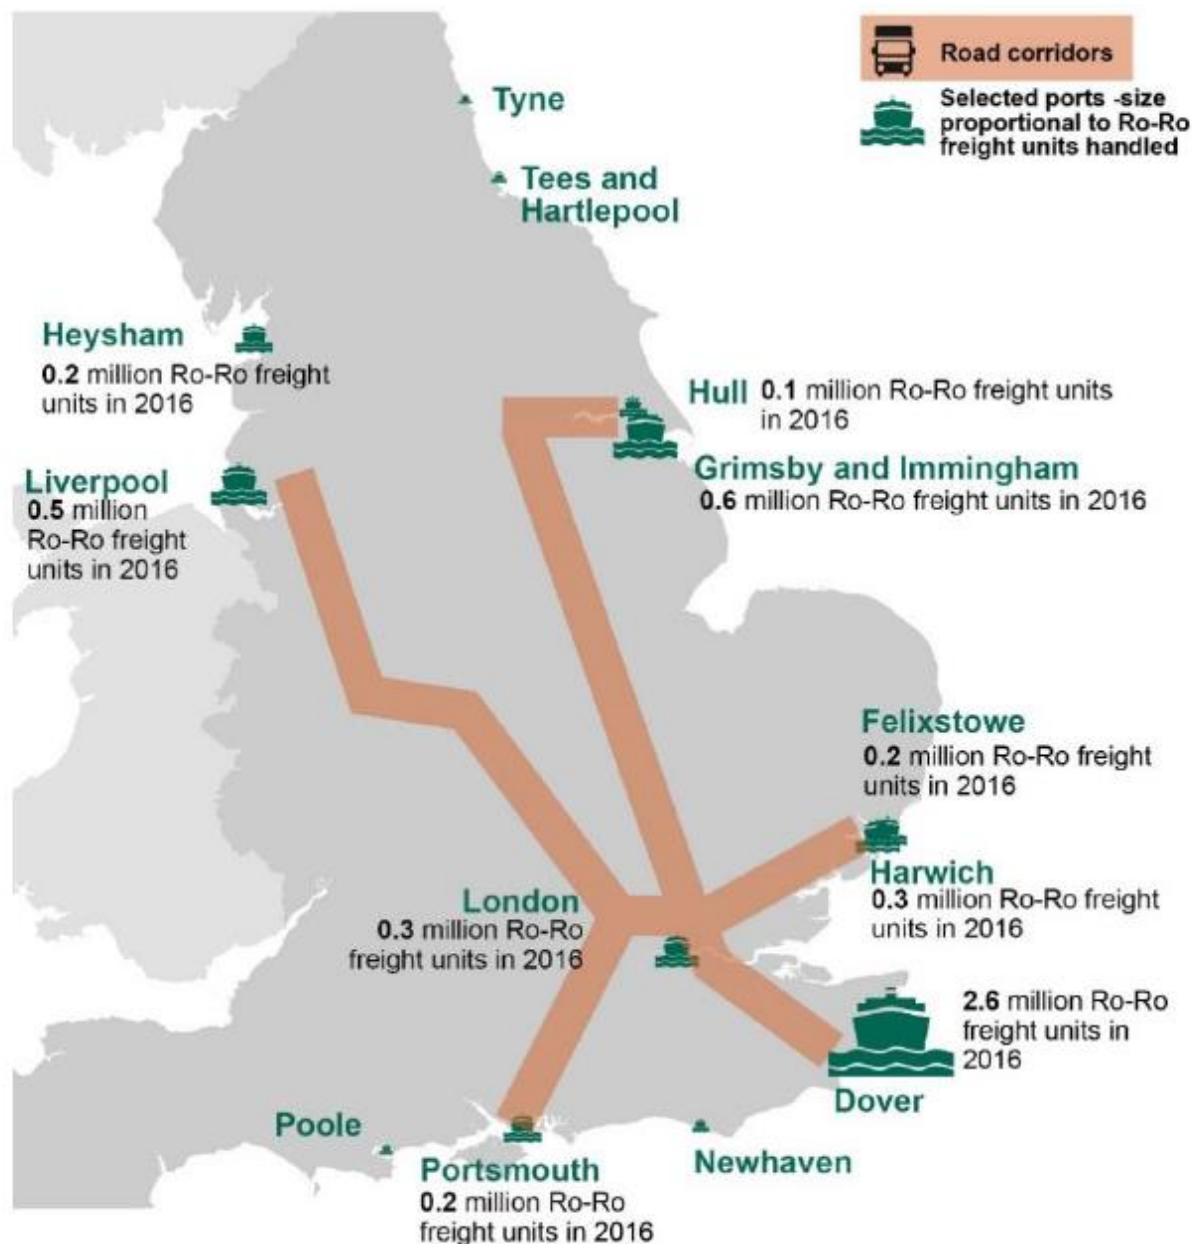 Road corridors
Selected ports -size
proportional to Ro-Ro
freight units handled
Tyne
Tees and
Hartlepool
Heysham
0.2 million Ro-Ro freight
units in 2016
Hull 0.1 million Ro-Ro freight units
in 2016
Grimsby and Immingham
0.6 million Ro-Ro freight units in 2016
Liverpool
0.5 million
Ro-Ro freight
units in 2016
Felixstowe
0.2 million Ro-Ro freight
units in 2016
Harwich
0.3 million Ro-Ro freight
units in 2016
London
0.3 million Ro-Ro
freight units in 2016
2.6 million Ro-Ro
freight units in
2016
Dover
Poole
Portsmouth
0.2 million Ro-Ro
freight units in 2016
Newhaven